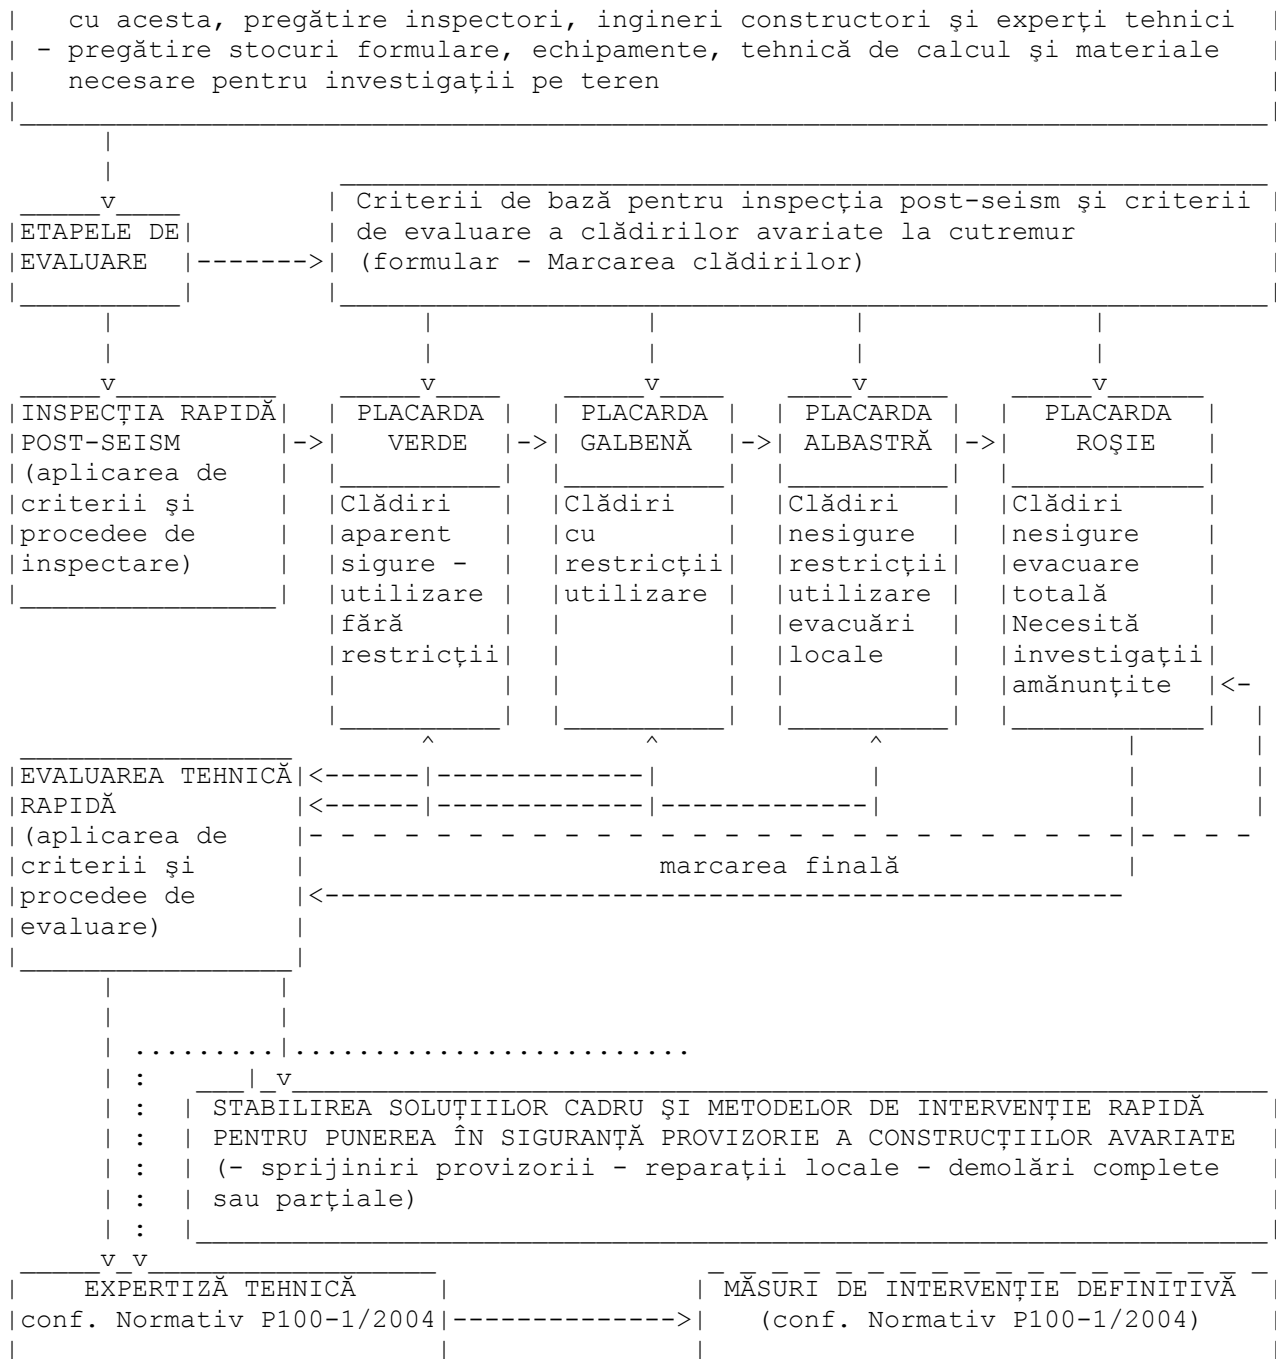 cu acesta, pregătire inspectori, ingineri constructori şi experţi tehnici
- pregătire stocuri formulare, echipamente, tehnică de calcul şi materiale
necesare pentru investigaţii pe teren
ETAPELE DE
EVALUARE
Criterii de bază pentru inspecţia post-seism şi criterii
de evaluare a clădirilor avariate la cutremur
(formular - Marcarea clădirilor)
INSPECŢIA RAPIDĂ
POST-SEISM
(aplicarea de
criterii şi
procedee de
inspectare)
PLACARDA
VERDE
Clădiri
aparent
sigure -
utilizare
fără
restricţii
PLACARDA
GALBENĂ
Clădiri
cu
restricţii
utilizare
PLACARDA
ALBASTRĂ
Clădiri
nesigure
restricţii
utilizare
evacuări
locale
PLACARDA
ROŞIE
Clădiri
nesigure
evacuare
totală
Necesită
investigaţii
amănunţite
EVALUAREA TEHNICĂ
RAPIDĂ
(aplicarea de
criterii şi
procedee de
evaluare)
marcarea finală
STABILIREA SOLUŢIILOR CADRU ŞI METODELOR DE INTERVENŢIE RAPIDĂ
PENTRU PUNEREA ÎN SIGURANŢĂ PROVIZORIE A CONSTRUCŢIILOR AVARIATE
(- sprijiniri provizorii - reparaţii locale - demolări complete
sau parţiale)
EXPERTIZĂ TEHNICĂ
conf. Normativ P100-1/2004
MĂSURI DE INTERVENŢIE DEFINITIVĂ
(conf. Normativ P100-1/2004)